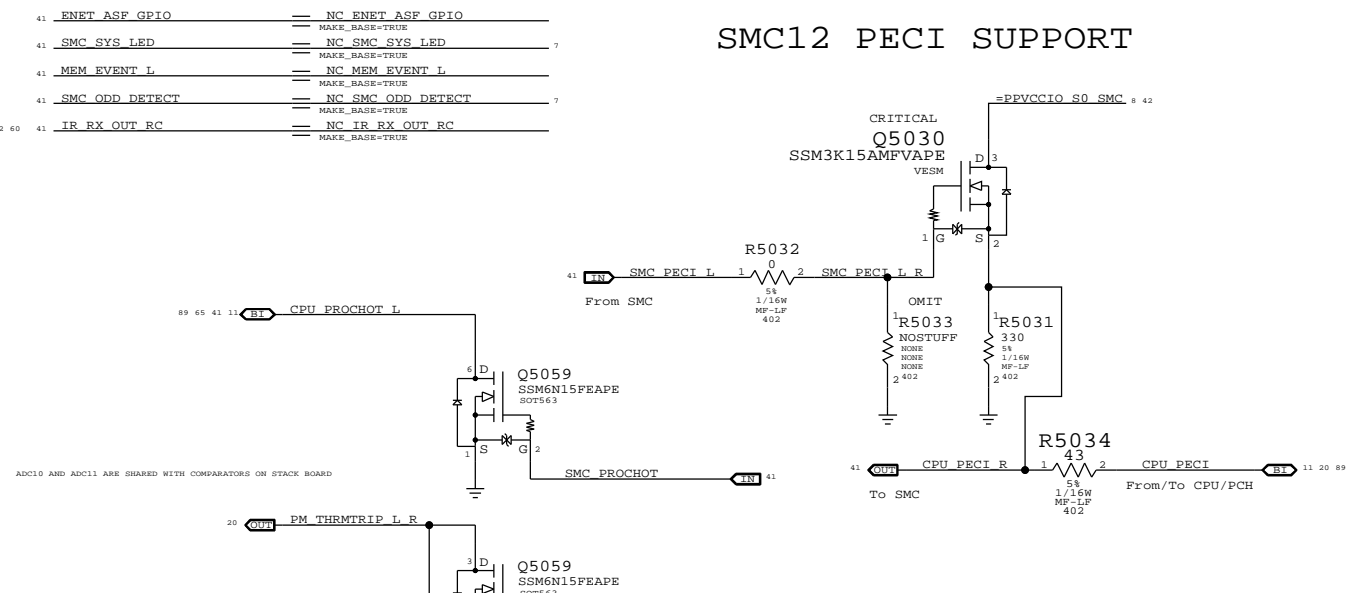 41 ENET_ASF_GPIO NC_ENET_ASF_GPIO
MAKE_BASE=TRUE
41 SMC_SYS_LED NC_SMC_SYS_LED 7
MAKE_BASE=TRUE
41 MEM_EVENT_L NC_MEM_EVENT_L
MAKE_BASE=TRUE
41 SMC_ODD_DETECT NC_SMC_ODD_DETECT 7
MAKE_BASE=TRUE
2 60 41 IR_RX_OUT_RC NC_IR_RX_OUT_RC
MAKE_BASE=TRUE
SMC12 PECI SUPPORT
=PPVCCIO_S0_SMC 8 42
CRITICAL
Q5030
SSM3K15AMFVAPE
VESM
D 3
1 G S 2
41 IN SMC_PECI_L 1 2 SMC_PECI_L_R
From SMC
R5032
0
5%
1/16W
MF-LF
402
OMIT
1
R5033
NOSTUFF
NONE
NONE
NONE
402
2
1
R5031
330
5%
1/16W
MF-LF
402
2
89 65 41 11 BI CPU_PROCHOT_L
6 D
Q5059
SSM6N15FEAPE
SOT563
1 S G 2
SMC_PROCHOT IN 41
ADC10 AND ADC11 ARE SHARED WITH COMPARATORS ON STACK BOARD
R5034
43
41 OUT CPU_PECI_R 1 2 CPU_PECI BI 11 20 89
To SMC
5%
1/16W
MF-LF
402
From/To CPU/PCH
20 OUT PM_THRMTRIP_L_R
3 D
Q5059
SSM6N15FEAPE
SOT563